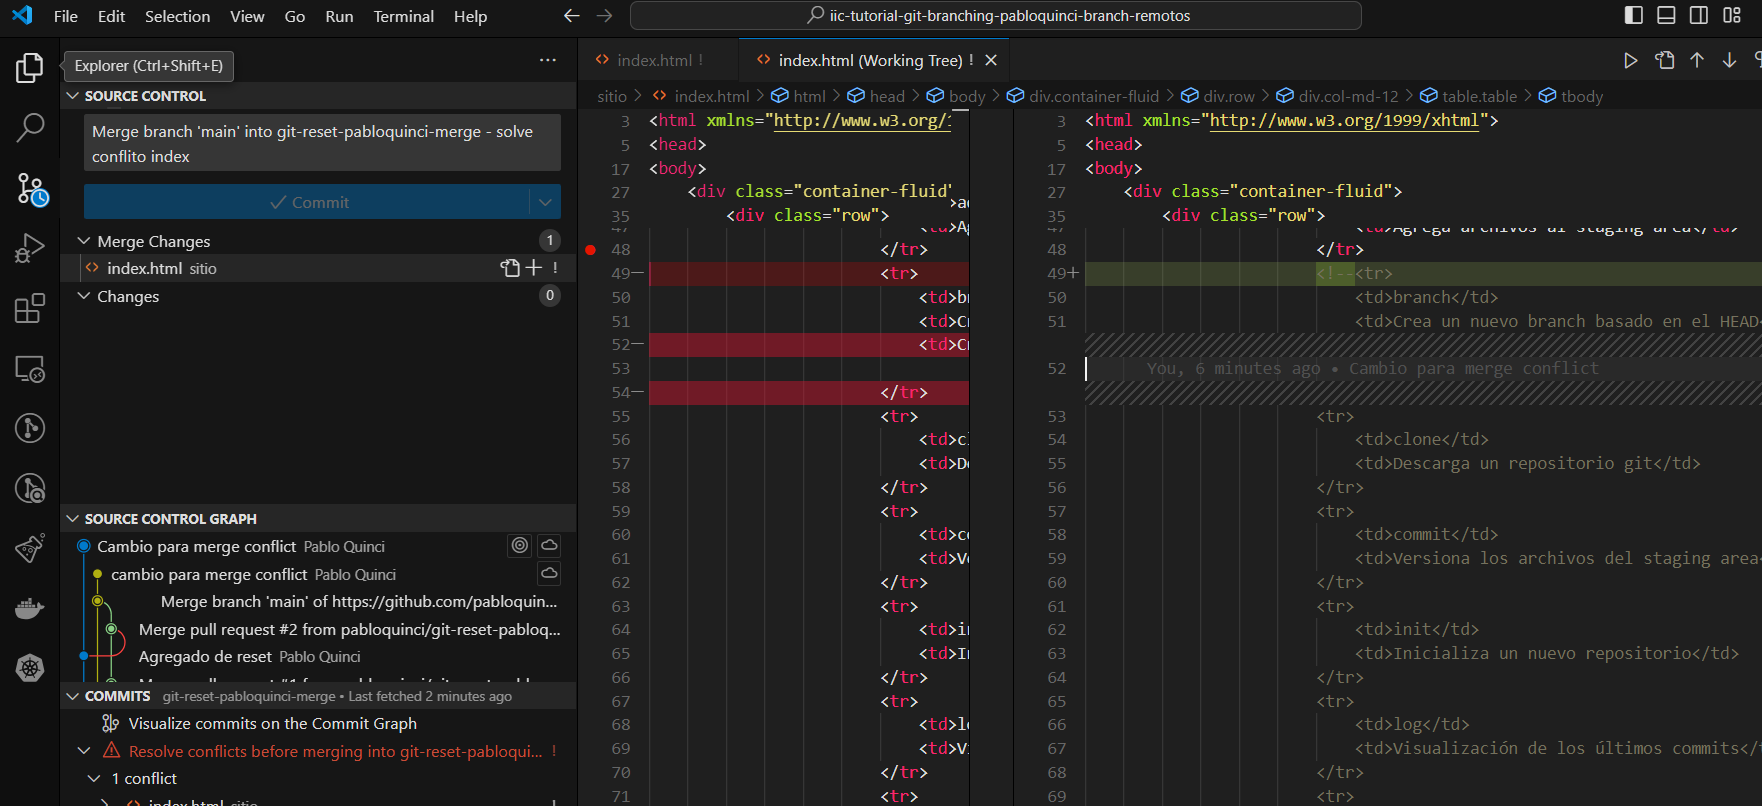 File Edit Selection View Go Run Terminal Help
iic-tutorial-git-branching-pabloquinci-branch-remotos
Explorer (Ctrl+Shift+E)
SOURCE CONTROL
Merge branch 'main' into git-reset-pabloquinci-merge - solve
conflito index
Commit
Merge Changes 1
index.html sitio !
Changes 0
SOURCE CONTROL GRAPH
Cambio para merge conflict Pablo Quinci
cambio para merge conflict Pablo Quinci
Merge branch 'main' of https://github.com/pabloquin...
Merge pull request #2 from pabloquinci/git-reset-pabloq...
Agregado de reset Pablo Quinci
COMMITS git-reset-pabloquinci-merge • Last fetched 2 minutes ago
Visualize commits on the Commit Graph
Resolve conflicts before merging into git-reset-pabloqui... !
1 conflict
index.html sitio !
index.html !
index.html (Working Tree) !
sitio > index.html > html > head > body > div.container-fluid > div.row > div.col-md-12 > table.table > tbody
3 <html xmlns="http://www.w3.org/1
5 <head>
17 <body>
27 <div class="container-fluid"
35 <div class="row">
48 </tr>
49 <tr>
50 <td>b
51 <td>C
52 <td>C
53
54 </tr>
55 <tr>
56 <td>c
57 <td>D
58 </tr>
59 <tr>
60 <td>c
61 <td>V
62 </tr>
63 <tr>
64 <td>i
65 <td>I
66 </tr>
67 <tr>
68 <td>l
69 <td>V
70 </tr>
71 <tr>
3 <html xmlns="http://www.w3.org/1999/xhtml">
5 <head>
17 <body>
27 <div class="container-fluid">
35 <div class="row">
47 <td>Agrega archivos al staging area</td>
48 </tr>
49+ <!--<tr>
50 <td>branch</td>
51 <td>Crea un nuevo branch basado en el HEAD<
52 You, 6 minutes ago • Cambio para merge conflict
53 <tr>
54 <td>clone</td>
55 <td>Descarga un repositorio git</td>
56 </tr>
57 <tr>
58 <td>commit</td>
59 <td>Versiona los archivos del staging area<
60 </tr>
61 <tr>
62 <td>init</td>
63 <td>Inicializa un nuevo repositorio</td>
64 </tr>
65 <tr>
66 <td>log</td>
67 <td>Visualización de los últimos commits</t
68 </tr>
69 <tr>